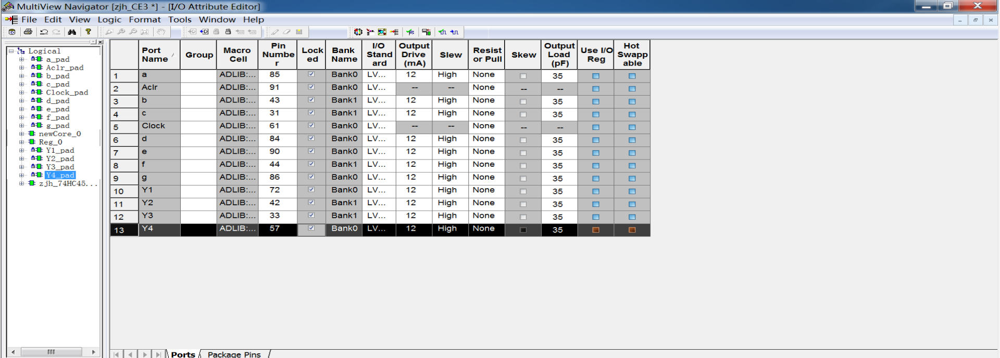 MultiView Navigator [zjh_CE3 *] - [I/O Attribute Editor]
File Edit View Logic Format Tools Window Help
Logical
a_pad
Aclr_pad
b_pad
c_pad
Clock_pad
d_pad
e_pad
f_pad
g_pad
newCore_0
Reg_0
Y1_pad
Y2_pad
Y3_pad
Y4_pad
zjh_74HC45...
Port Name Group Macro Cell Pin Number Locked Bank Name I/O Standard Output Drive (mA) Slew Resistor Pull Skew Output Load (pF) Use I/O Reg Hot Swappable
1 a ADLIB:... 85 Bank0 LV... 12 High None 35
2 Aclr ADLIB:... 91 Bank0 LV... -- -- None -- --
3 b ADLIB:... 43 Bank1 LV... 12 High None 35
4 c ADLIB:... 31 Bank1 LV... 12 High None 35
5 Clock ADLIB:... 61 Bank0 LV... -- -- None -- --
6 d ADLIB:... 84 Bank0 LV... 12 High None 35
7 e ADLIB:... 90 Bank0 LV... 12 High None 35
8 f ADLIB:... 44 Bank1 LV... 12 High None 35
9 g ADLIB:... 86 Bank0 LV... 12 High None 35
10 Y1 ADLIB:... 72 Bank0 LV... 12 High None 35
11 Y2 ADLIB:... 42 Bank1 LV... 12 High None 35
12 Y3 ADLIB:... 33 Bank1 LV... 12 High None 35
13 Y4 ADLIB:... 57 Bank0 LV... 12 High None 35
Ports Package Pins